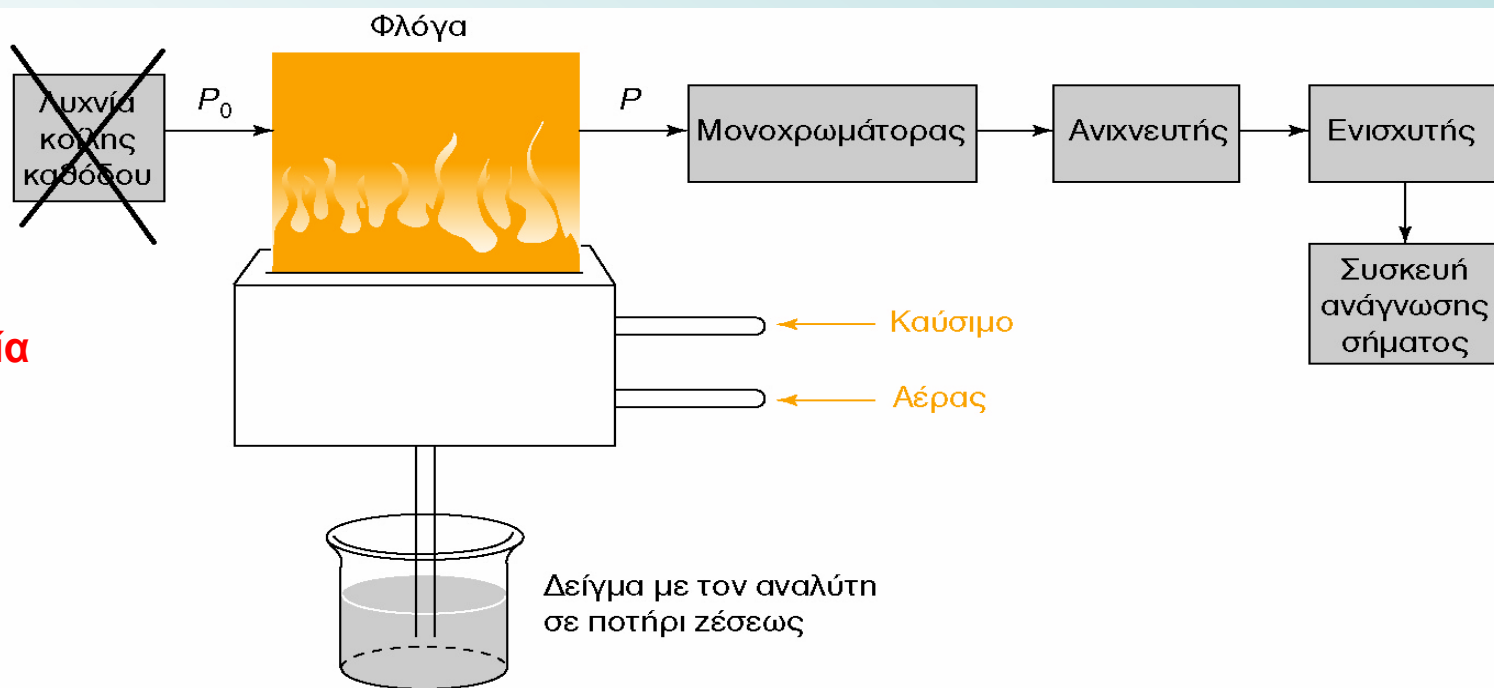 Φλόγα
Λυχνία
κοίλης
καθόδου
P0
P
Μονοχρωμάτορας
Ανιχνευτής
Ενισχυτής
Συσκευή
ανάγνωσης
σήματος
Καύσιμο
ία
Αέρας
Δείγμα με τον αναλύτη
σε ποτήρι ζέσεως